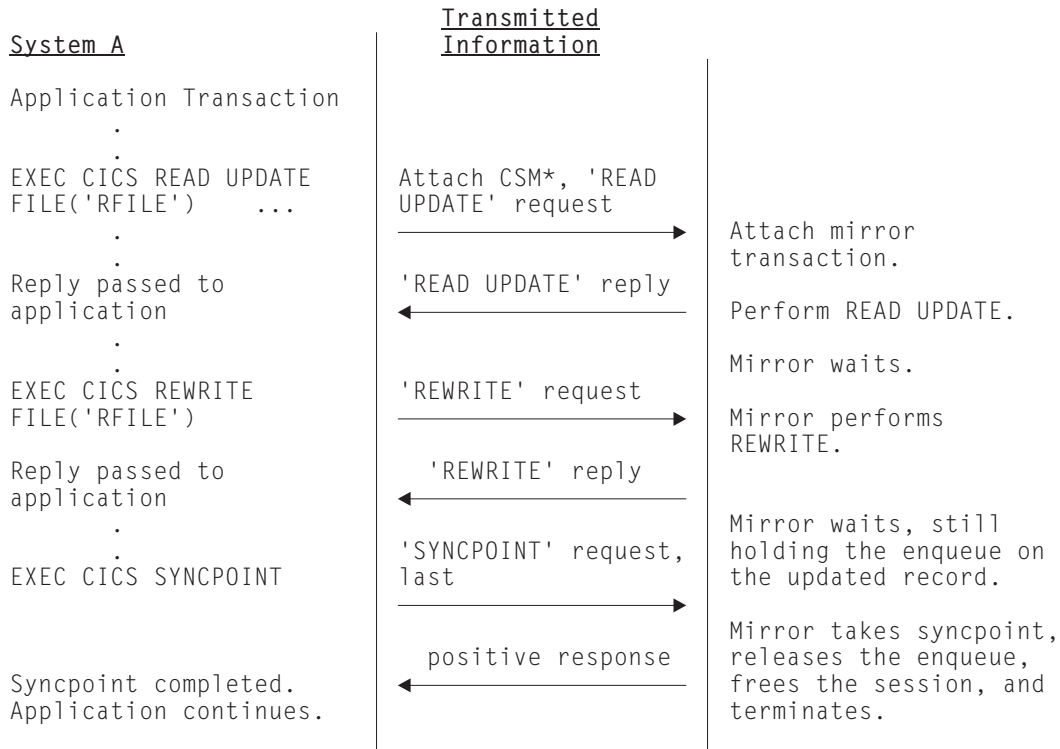 Transmitted
System A Information
Application Transaction
.
.
EXEC CICS READ UPDATE Attach CSM*, 'READ
FILE('RFILE') ... UPDATE' request
. Attach mirror
. transaction.
Reply passed to 'READ UPDATE' reply
application Perform READ UPDATE.
.
. Mirror waits.
EXEC CICS REWRITE 'REWRITE' request
FILE('RFILE') Mirror performs
REWRITE.
Reply passed to 'REWRITE' reply
application
. Mirror waits, still
. 'SYNCPOINT' request, holding the enqueue on
EXEC CICS SYNCPOINT last the updated record.
Mirror takes syncpoint,
positive response releases the enqueue,
Syncpoint completed. frees the session, and
Application continues. terminates.